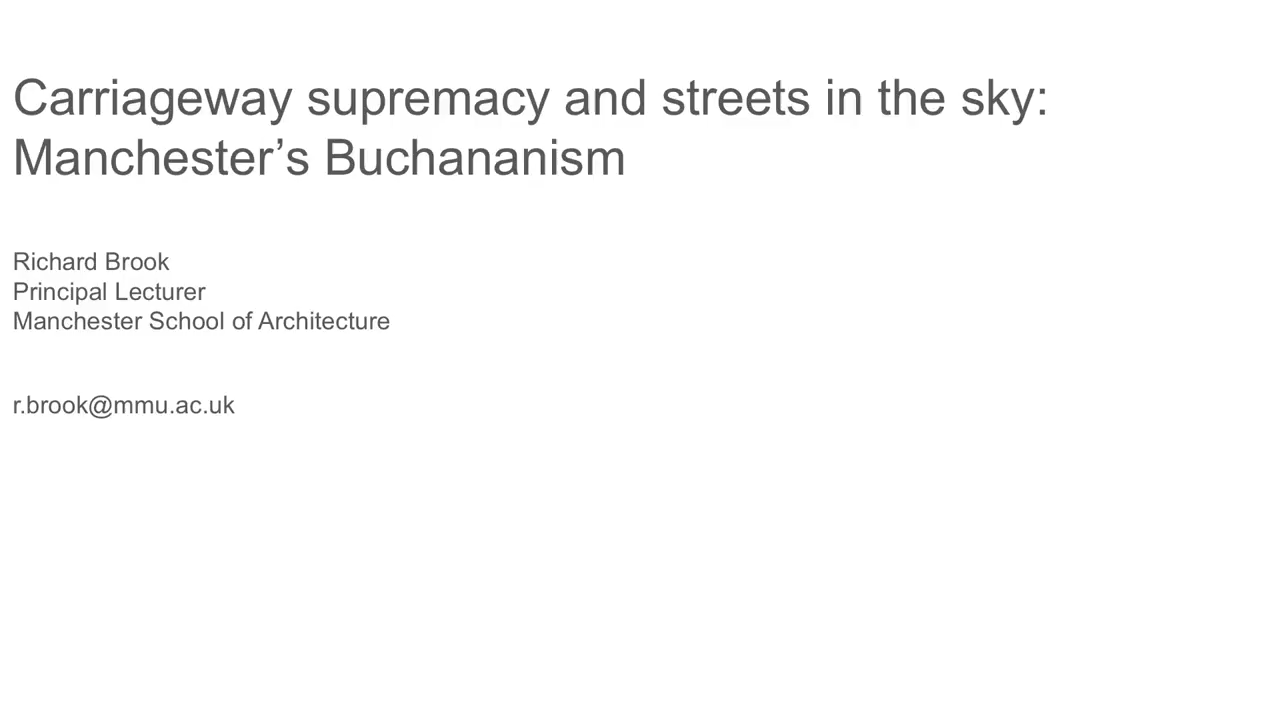 Carriageway supremacy and streets in the sky:
Manchester’s Buchananism
Richard Brook
Principal Lecturer
Manchester School of Architecture
r.brook@mmu.ac.uk